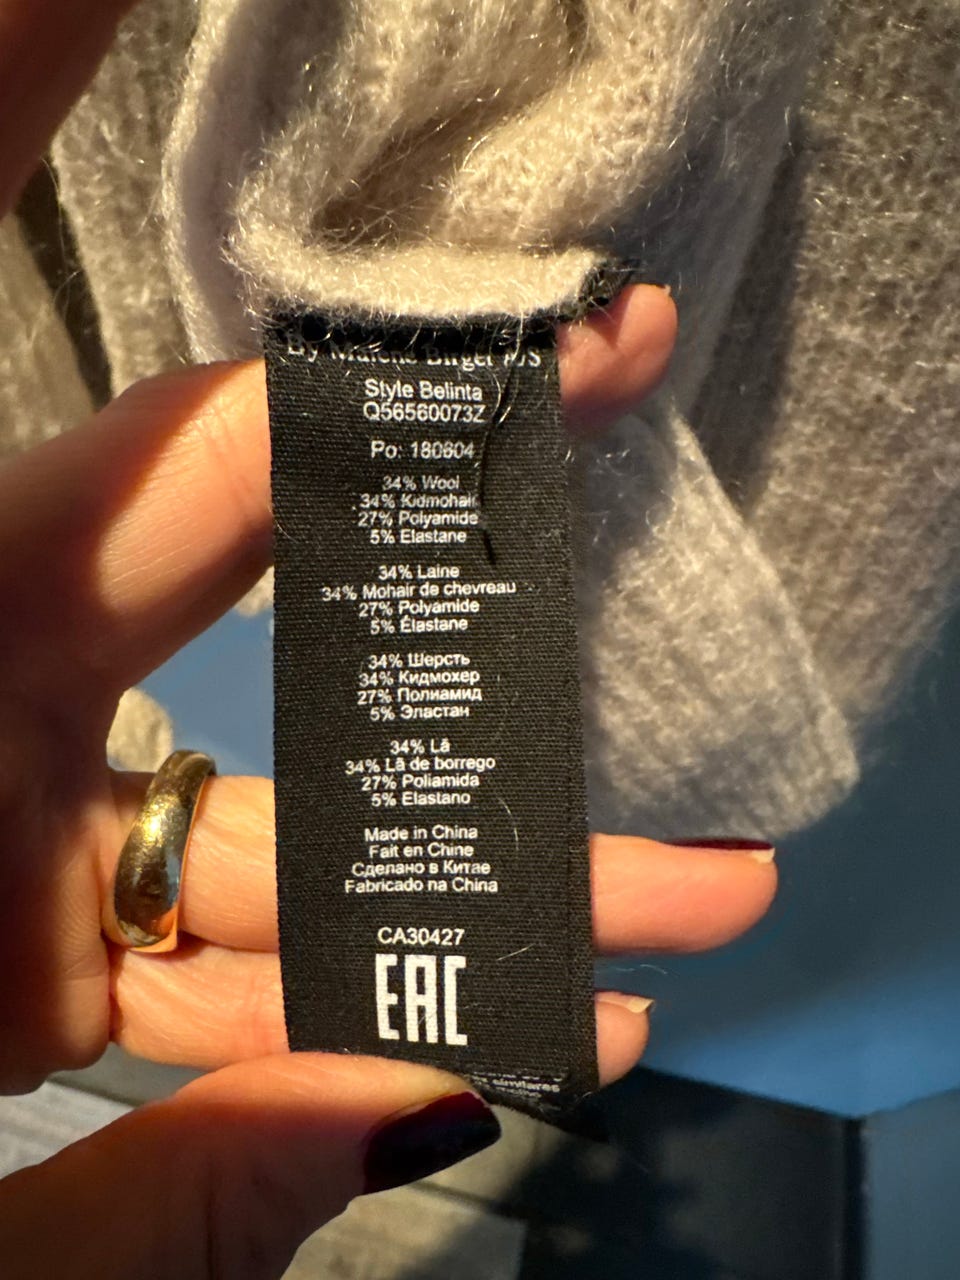 By Malene Birger A/S
Style Belinta
Q56560073Z
Po: 180604
34% Wool
34% Kidmohair
27% Polyamide
5% Elastane
34% Laine
34% Mohair de chevreau
27% Polyamide
5% Élastane
34% Шерсть
34% Кидмохер
27% Полиамид
5% Эластан
34% Lã
34% Lã de borrego
27% Poliamida
5% Elastano
Made in China
Fait en Chine
Сделано в Китае
Fabricado na China
CA30427
EAC
similares